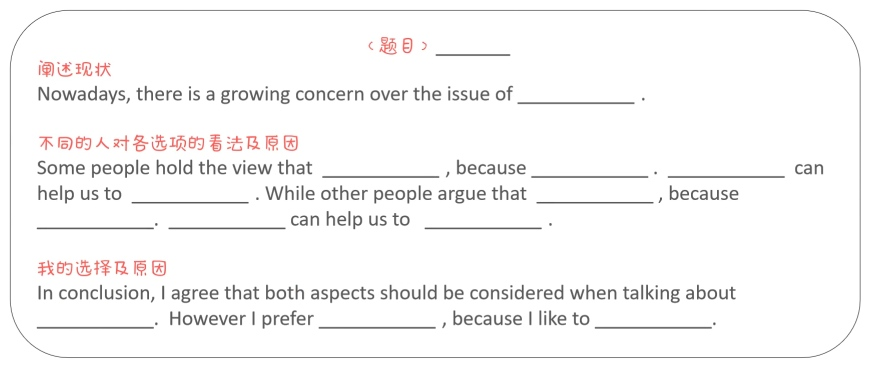 （题目）________
阐述现状
Nowadays, there is a growing concern over the issue of ____________ .
不同的人对各选项的看法及原因
Some people hold the view that ____________ , because ____________ . ____________ can
help us to ____________ . While other people argue that ____________ , because
____________. ____________ can help us to ____________ .
我的选择及原因
In conclusion, I agree that both aspects should be considered when talking about
____________. However I prefer ____________ , because I like to ____________.